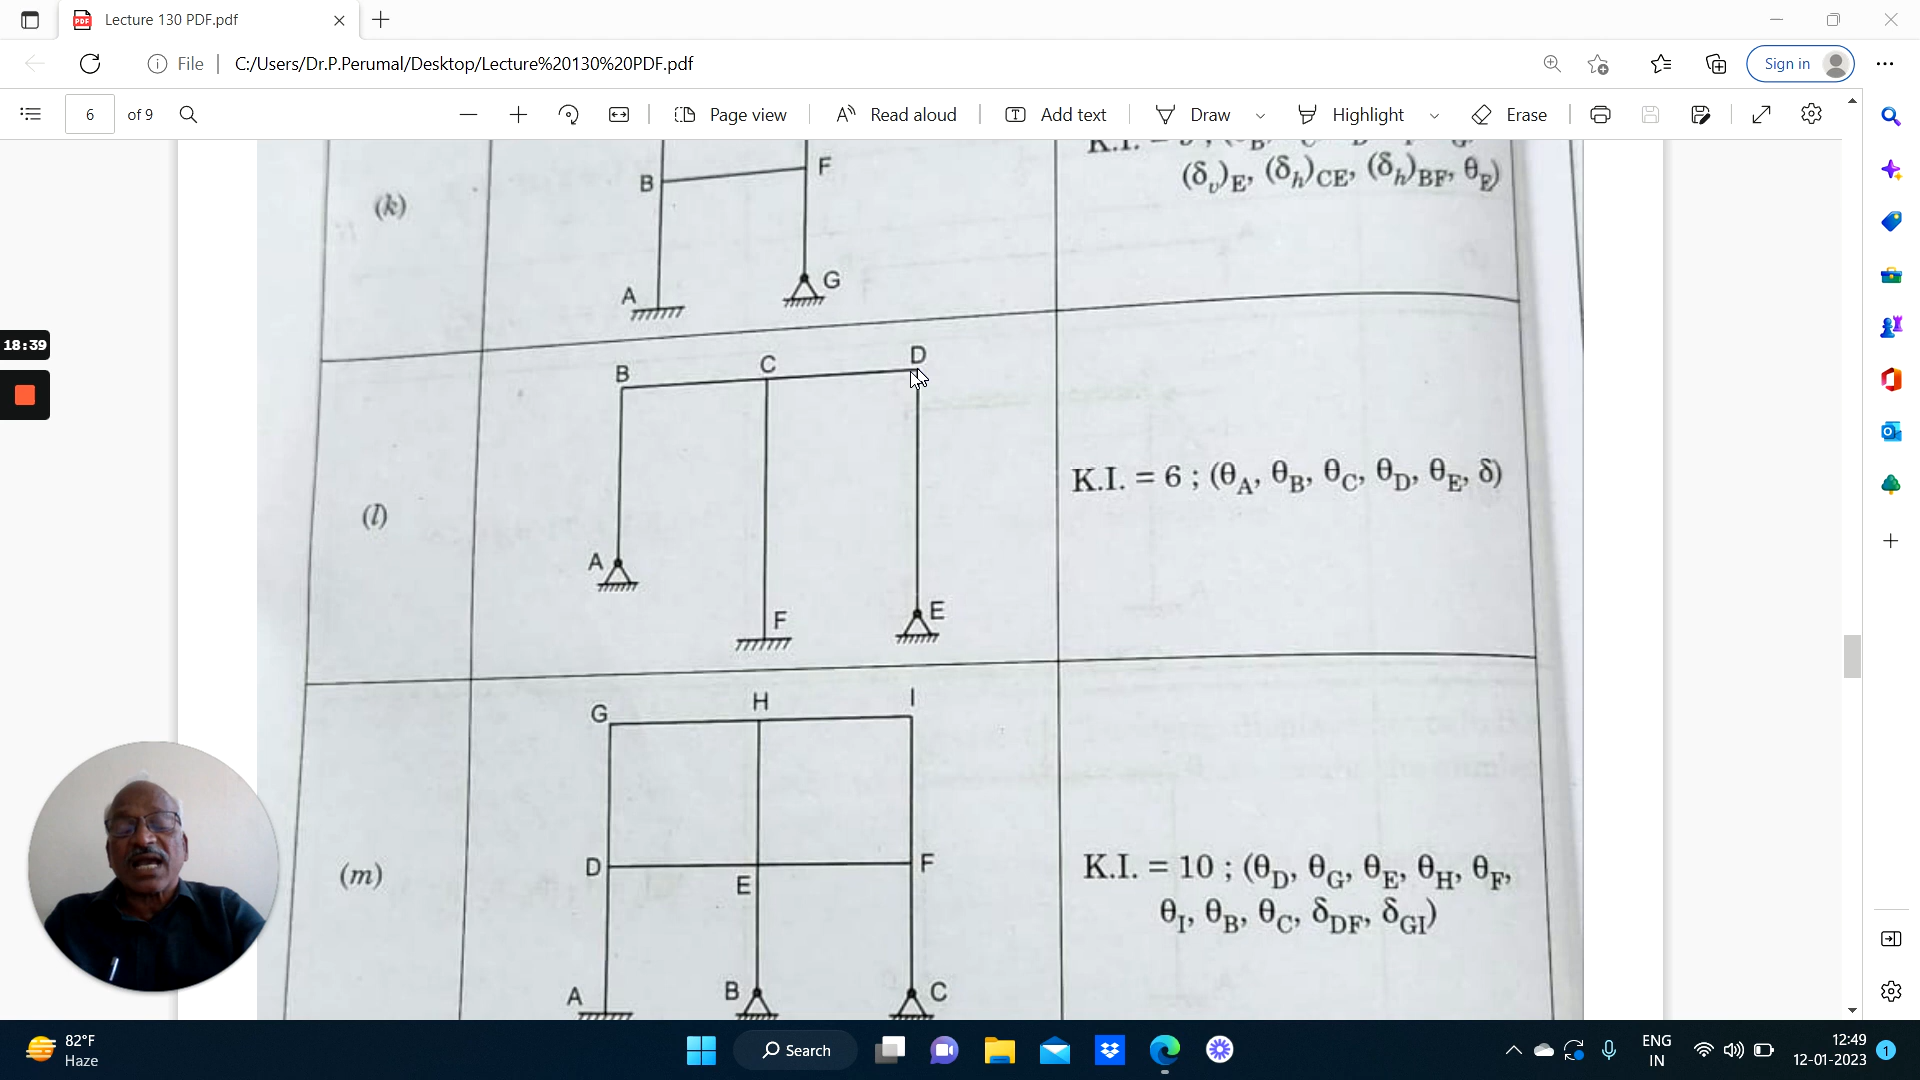 Lecture 130 PDF.pdf
File
C:/Users/Dr.P.Perumal/Desktop/Lecture%20130%20PDF.pdf
Sign in
6 of 9
Page view
Read aloud
Add text
Draw
Highlight
Erase
(k)
B
F
A
G
(δv)E, (δh)CE, (δh)BF, θE)
18:39
(l)
B
C
D
A
F
E
K.I. = 6 ; (θA, θB, θC, θD, θE, δ)
(m)
G
H
I
D
E
F
A
B
C
K.I. = 10 ; (θD, θG, θE, θH, θF,
θI, θB, θC, δDF, δGI)
82°F
Haze
Search
ENG
IN
12:49
12-01-2023
1